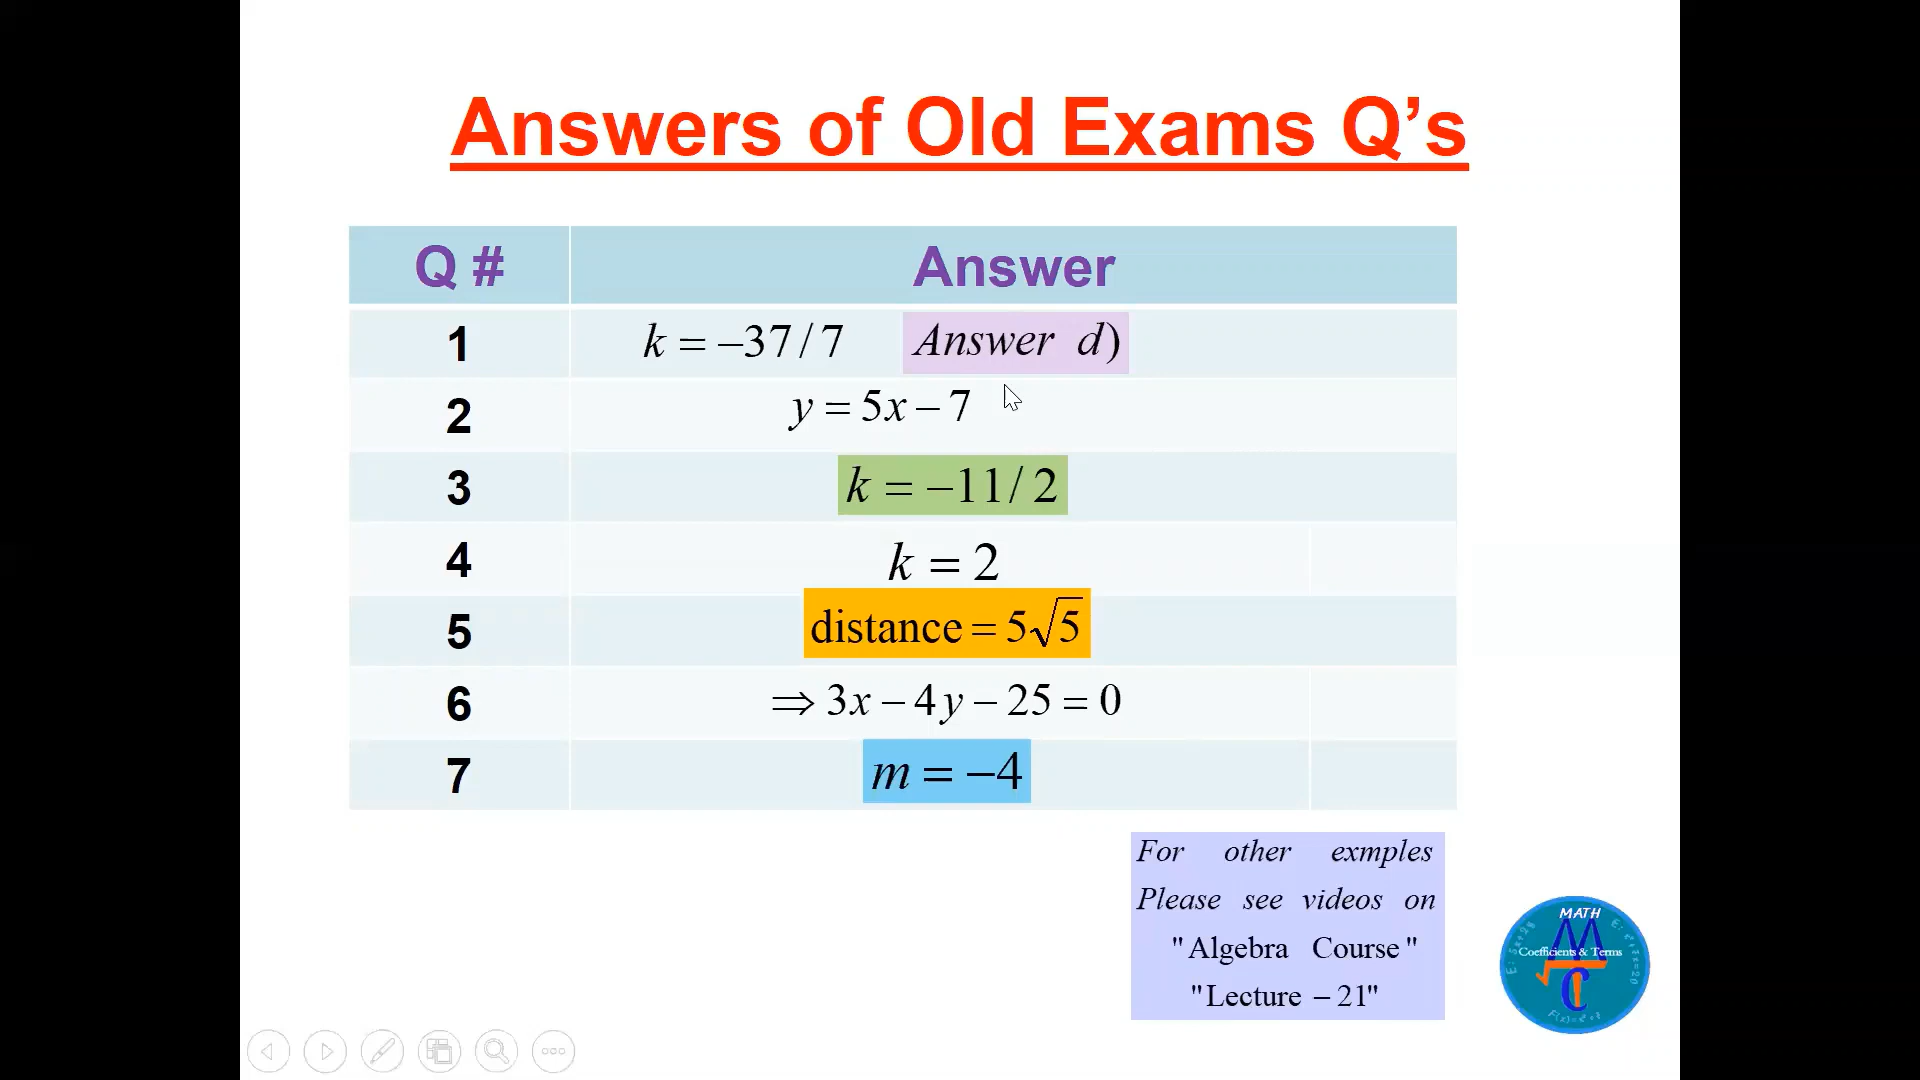 Answers of Old Exams Q’s
Q # Answer
1 k = −37 / 7 Answer d)
2 y = 5x − 7
3 k = −11 / 2
4 k = 2
5 distance = 5√5
6 ⇒ 3x − 4y − 25 = 0
7 m = −4
For other exmples
Please see videos on
"Algebra Course"
"Lecture − 21"
MATH
Coefficients & Terms